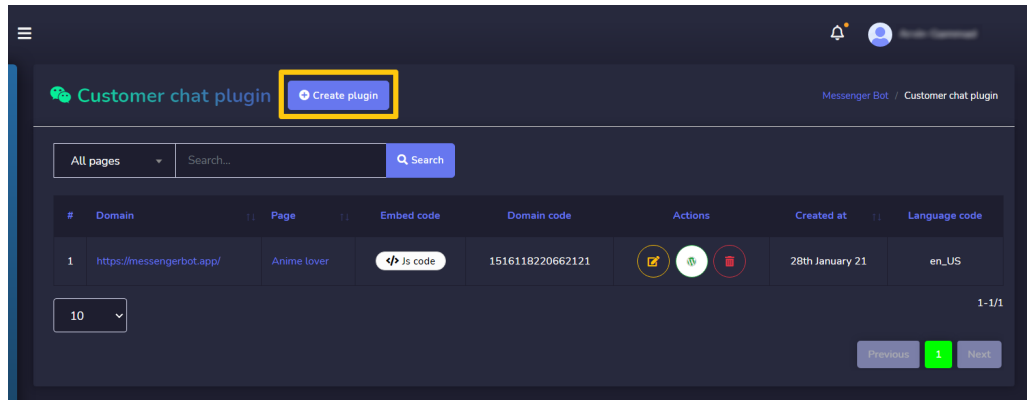 Customer chat plugin
Create plugin
Messenger Bot / Customer chat plugin
All pages
Search...
Search
# Domain Page Embed code Domain code Actions Created at Language code
1 https://messengerbot.app/ Anime lover </> Js code 1516118220662121 28th January 21 en_US
10
1-1/1
Previous 1 Next